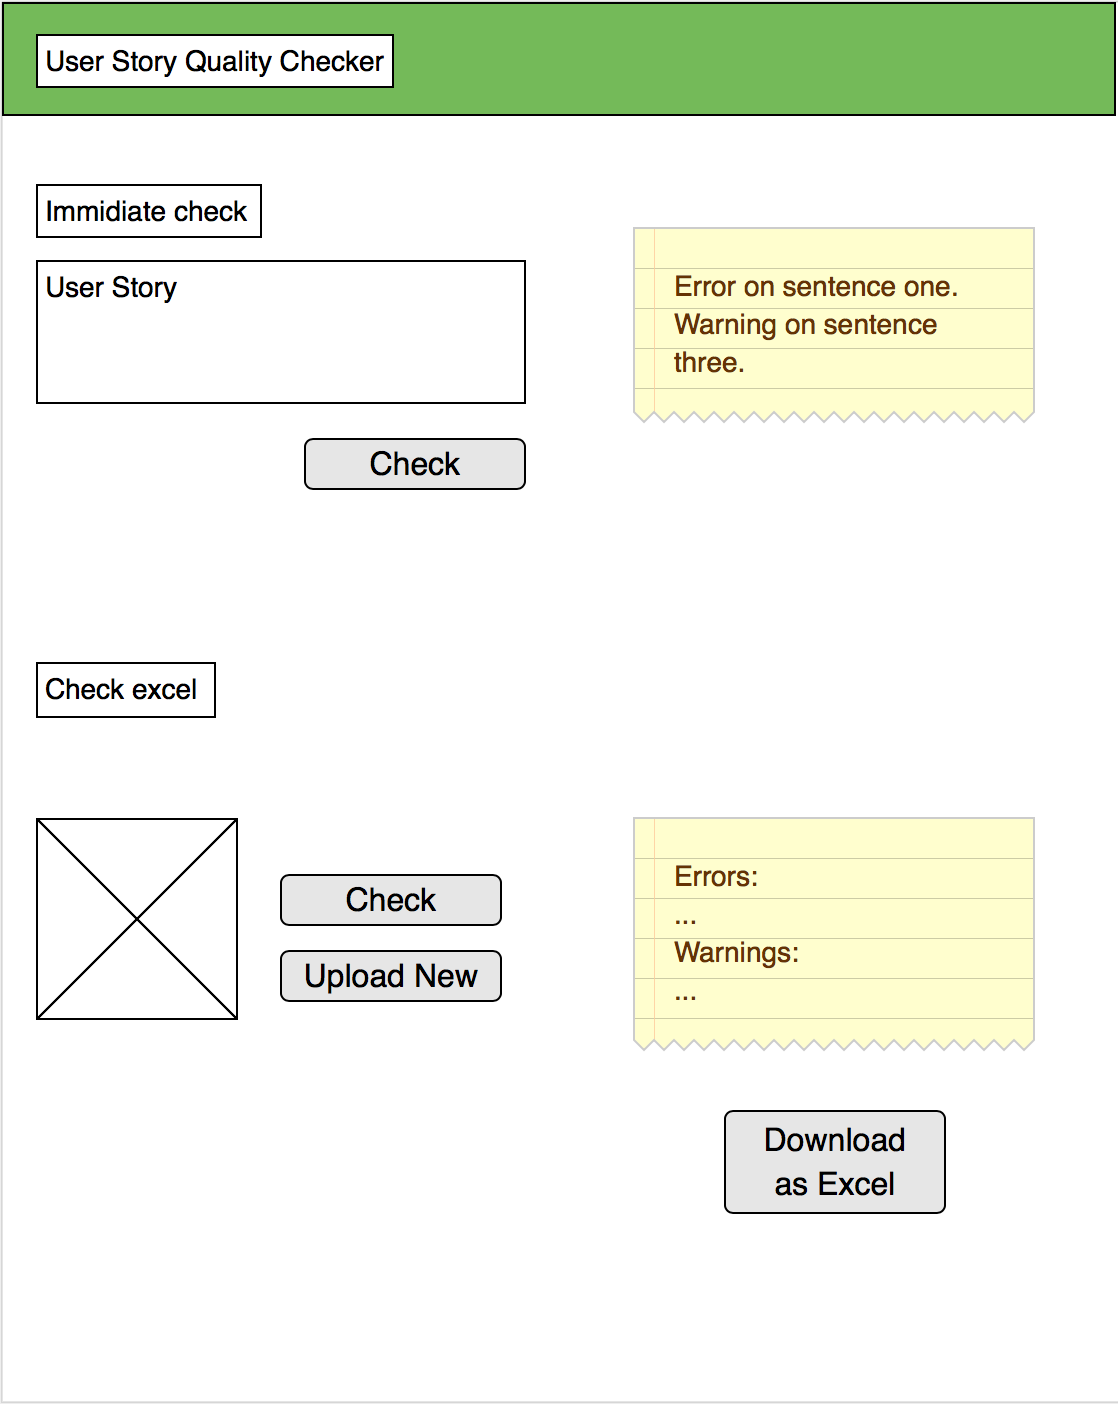 User Story Quality Checker
Immidiate check
User Story
Error on sentence one.
Warning on sentence
three.
Check
Check excel
Check
Upload New
Errors:
...
Warnings:
...
Download
as Excel